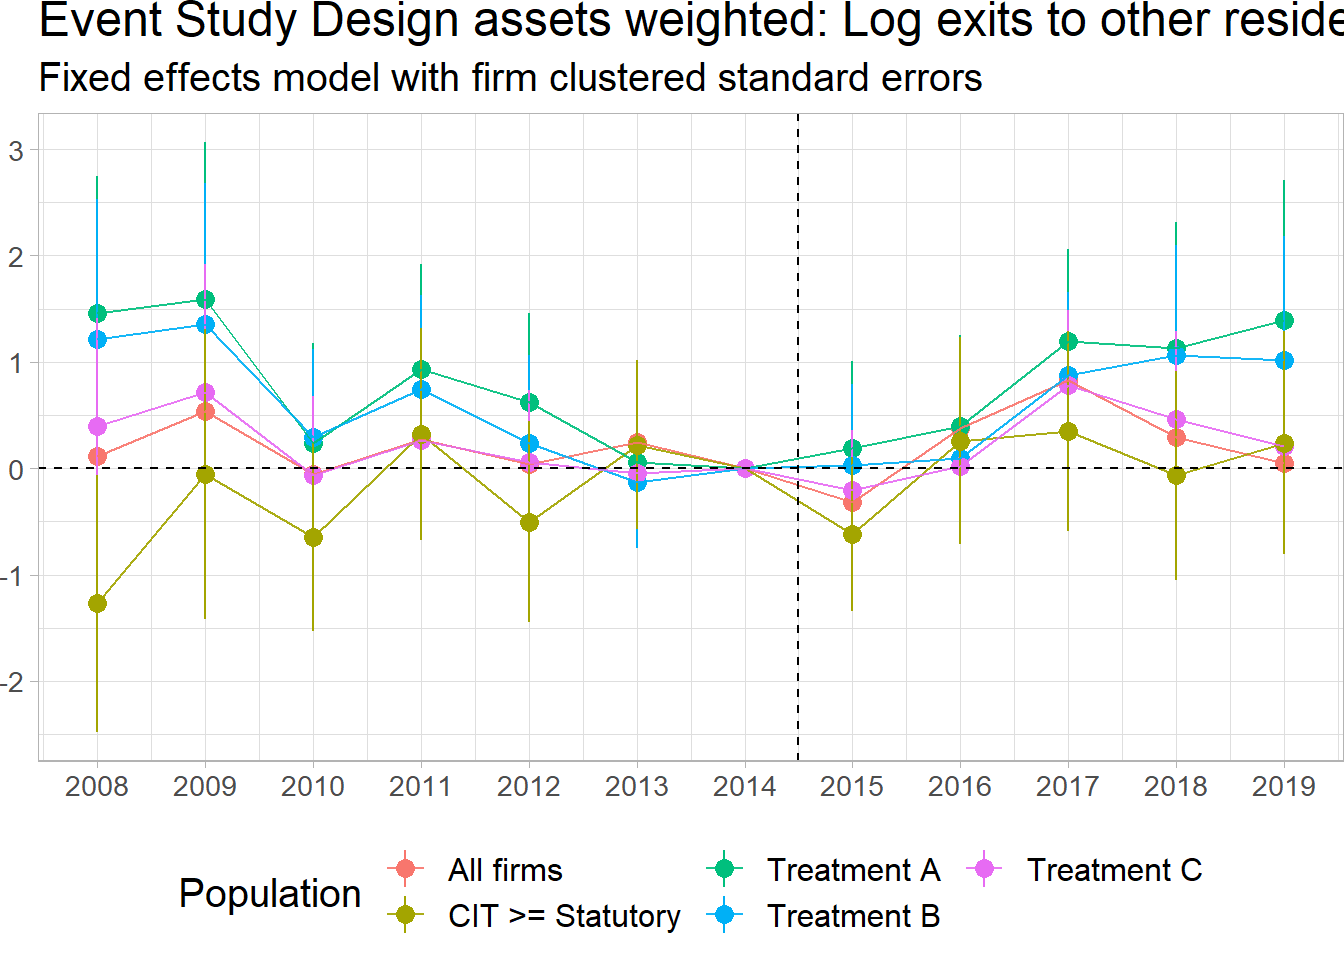 Event Study Design assets weighted: Log exits to other reside
Fixed effects model with firm clustered standard errors
3
2
1
0
-1
-2
2008 2009 2010 2011 2012 2013 2014 2015 2016 2017 2018 2019
Population
All firms Treatment A Treatment C
CIT >= Statutory Treatment B